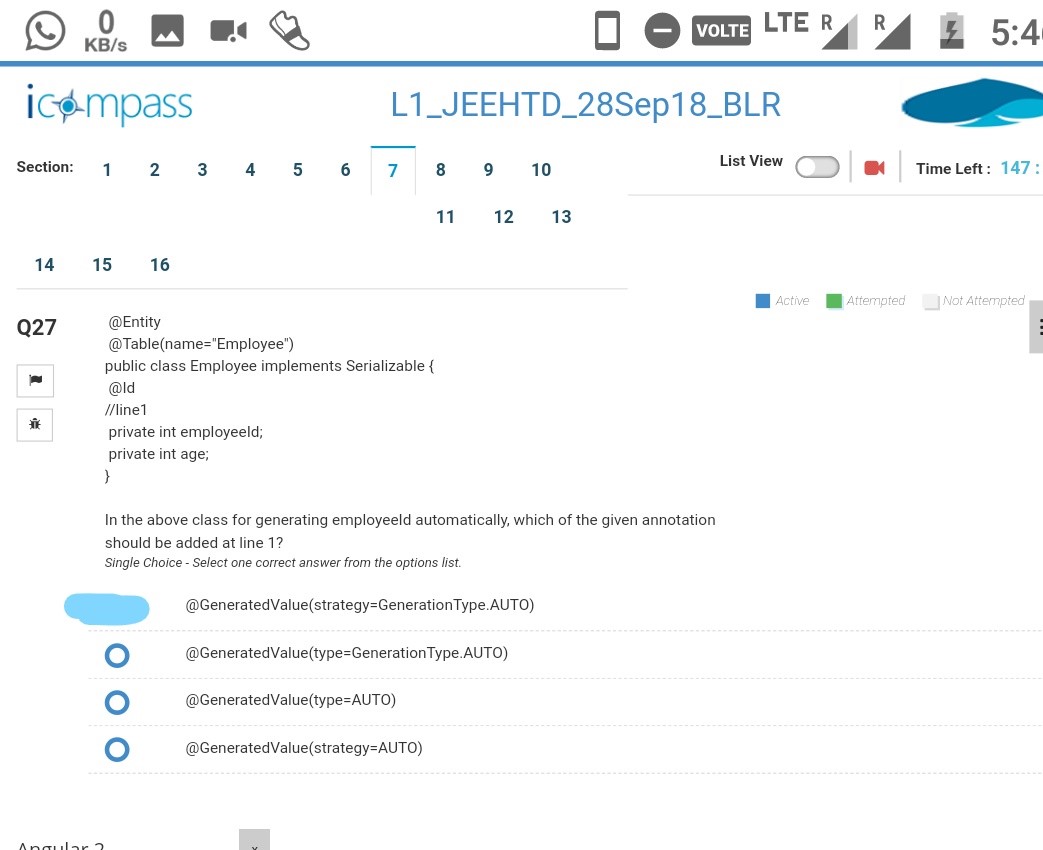 0
KB/s
VOLTE
LTE
R
R
icompass
L1_JEEHTD_28Sep18_BLR
Section: 1 2 3 4 5 6 7 8 9 10
List View
Time Left : 147 :
11 12 13
14 15 16
Active Attempted Not Attempted
Q27
@Entity
@Table(name="Employee")
public class Employee implements Serializable {
@Id
//line1
private int employeeId;
private int age;
}
In the above class for generating employeeId automatically, which of the given annotation
should be added at line 1?
Single Choice - Select one correct answer from the options list.
@GeneratedValue(strategy=GenerationType.AUTO)
@GeneratedValue(type=GenerationType.AUTO)
@GeneratedValue(type=AUTO)
@GeneratedValue(strategy=AUTO)
Angular 2
x